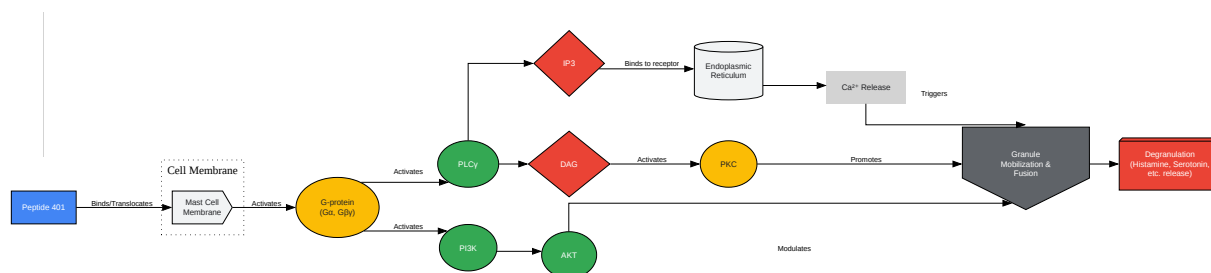 IP3
Binds to receptor
Endoplasmic
Reticulum
Ca²⁺ Release
Triggers
Cell Membrane
Peptide 401
Binds/Translocates
Mast Cell
Membrane
Activates
G-protein
(Gα, Gβγ)
Activates
PLCγ
DAG
Activates
PKC
Promotes
Granule
Mobilization &
Fusion
Degranulation
(Histamine, Serotonin,
etc. release)
Activates
PI3K
AKT
Modulates